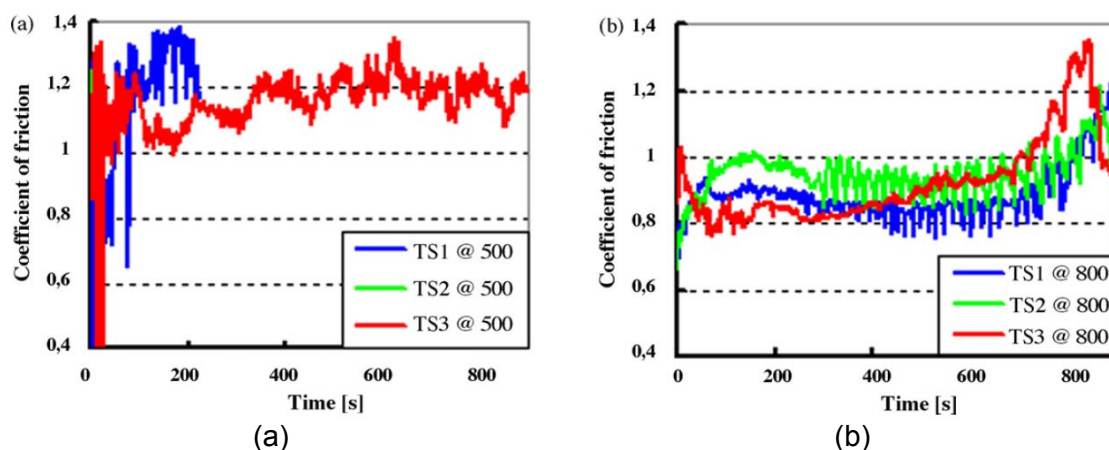 (a)
1,4
1,2
1
0,8
0,6
0,4
Coefficient of friction
0 200 400 600 800
Time [s]
TS1 @ 500
TS2 @ 500
TS3 @ 500
(a)
(b)
1,4
1,2
1
0,8
0,6
0,4
Coefficient of friction
0 200 400 600 800
Time [s]
TS1 @ 800
TS2 @ 800
TS3 @ 800
(b)